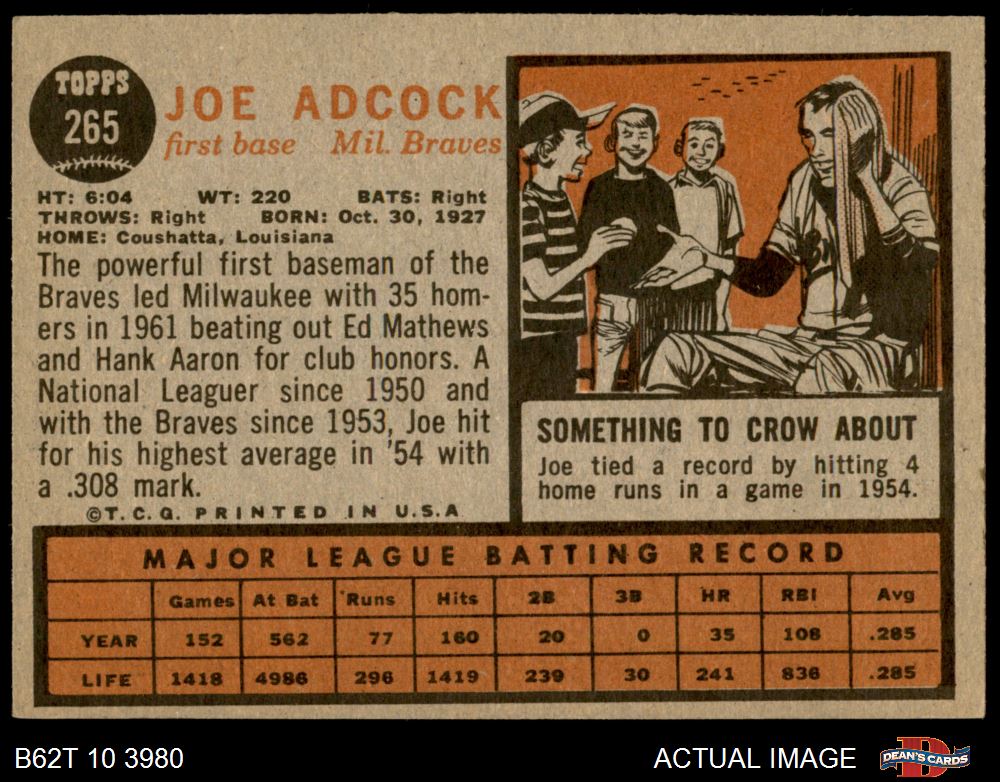 TOPPS
265
JOE ADCOCK
first base Mil. Braves
HT: 6:04 WT: 220 BATS: Right
THROWS: Right BORN: Oct. 30, 1927
HOME: Coushatta, Louisiana
The powerful first baseman of the
Braves led Milwaukee with 35 hom-
ers in 1961 beating out Ed Mathews
and Hank Aaron for club honors. A
National Leaguer since 1950 and
with the Braves since 1953, Joe hit
for his highest average in '54 with
a .308 mark.
©T.C.G. PRINTED IN U.S.A
SOMETHING TO CROW ABOUT
Joe tied a record by hitting 4
home runs in a game in 1954.
MAJOR LEAGUE BATTING RECORD
Games At Bat Runs Hits 2B 3B HR RBI Avg
YEAR 152 562 77 160 20 0 35 108 .285
LIFE 1418 4986 296 1419 239 30 241 836 .285
B62T 10 3980 ACTUAL IMAGE DEAN'S CARDS